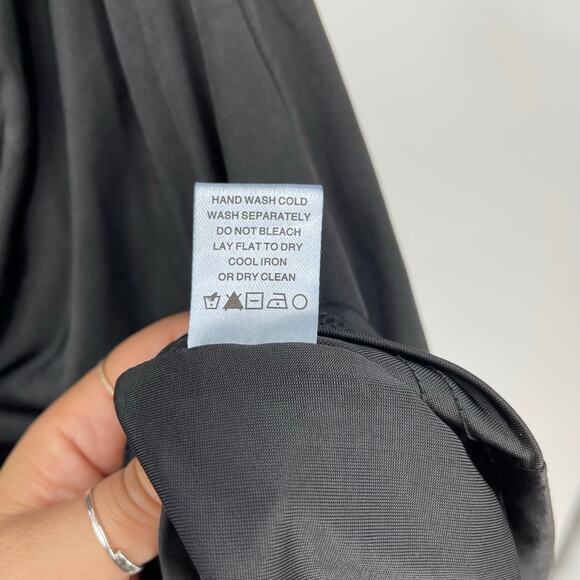 HAND WASH COLD
WASH SEPARATELY
DO NOT BLEACH
LAY FLAT TO DRY
COOL IRON
OR DRY CLEAN